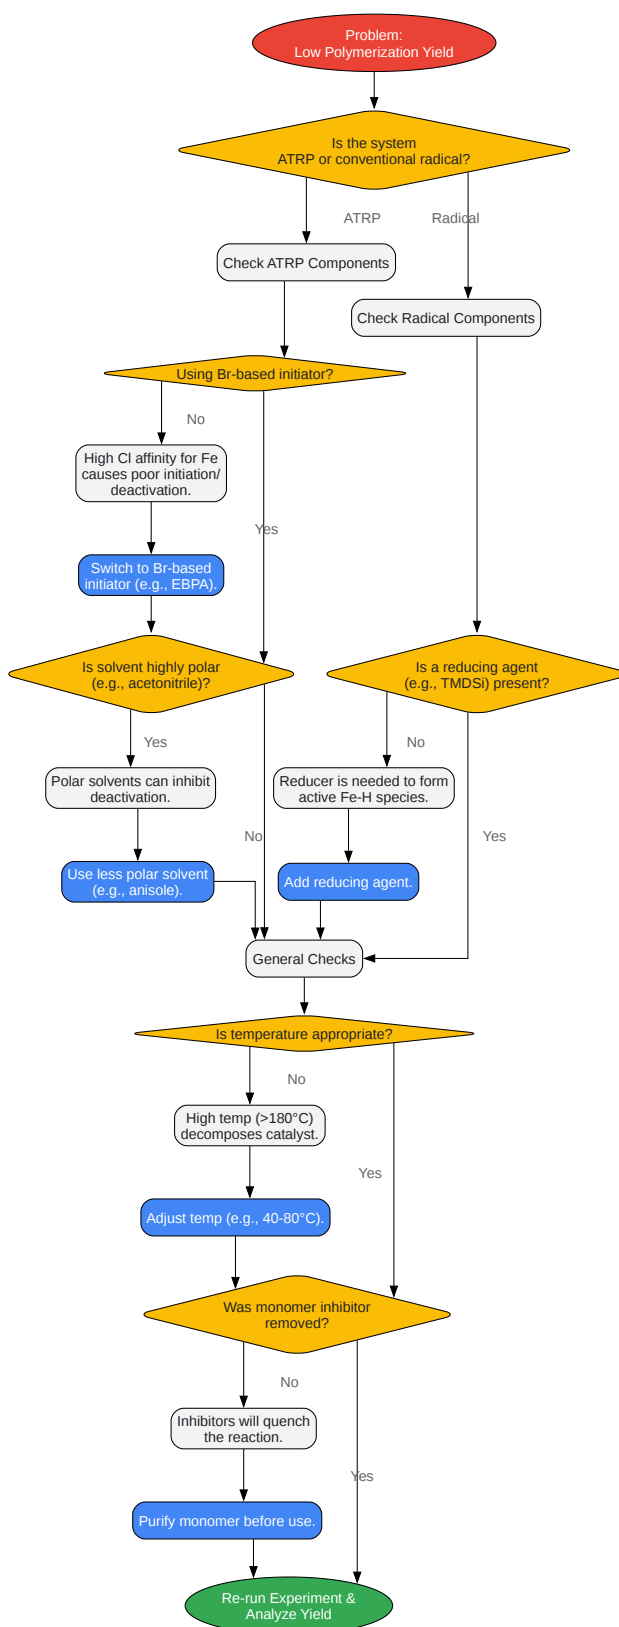 Problem:
Low Polymerization Yield
Is the system
ATRP or conventional radical?
ATRP
Radical
Check ATRP Components
Check Radical Components
Using Br-based initiator?
No
High Cl affinity for Fe
causes poor initiation/
deactivation.
Yes
Switch to Br-based
initiator (e.g., EBPA).
Is solvent highly polar
(e.g., acetonitrile)?
Is a reducing agent
(e.g., TMDSi) present?
Yes
No
Polar solvents can inhibit
deactivation.
Reducer is needed to form
active Fe-H species.
No
Yes
Use less polar solvent
(e.g., anisole).
Add reducing agent.
General Checks
Is temperature appropriate?
No
High temp (>180°C)
decomposes catalyst.
Yes
Adjust temp (e.g., 40-80°C).
Was monomer inhibitor
removed?
No
Inhibitors will quench
the reaction.
Yes
Purify monomer before use.
Re-run Experiment &
Analyze Yield